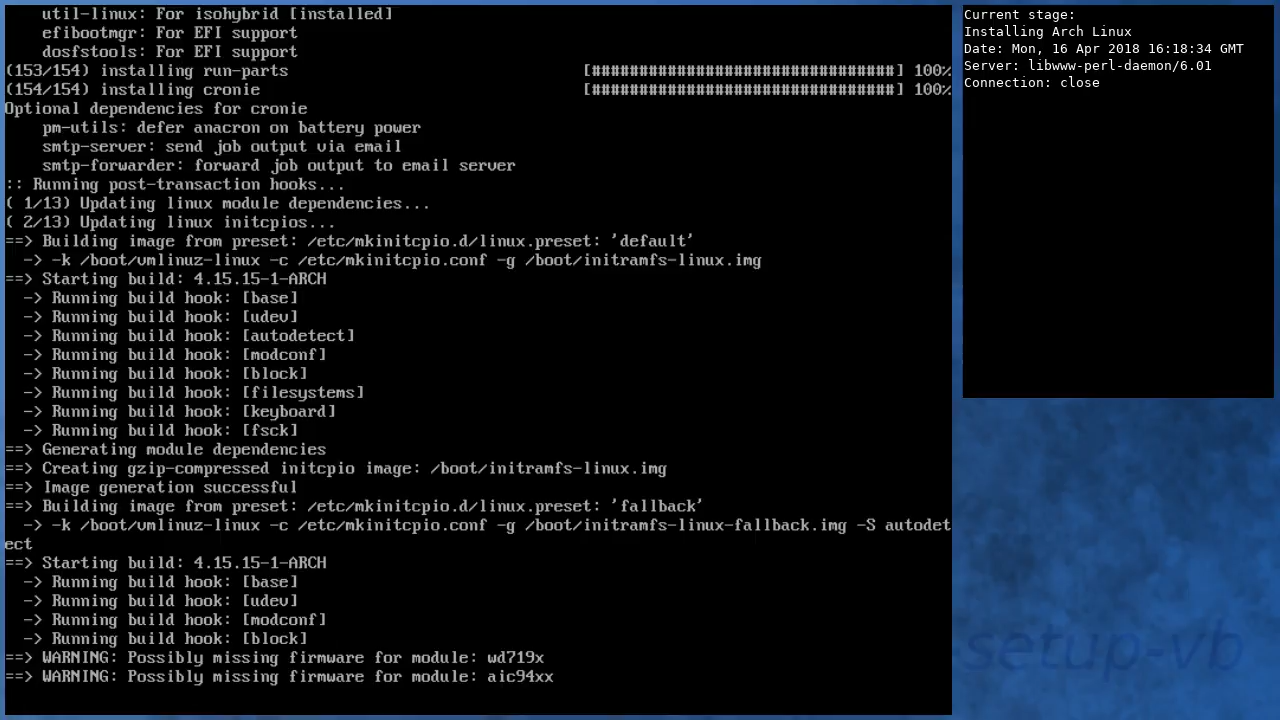 util-linux: For isohybrid [installed]
efibootmgr: For EFI support
dosfstools: For EFI support
(153/154) installing run-parts [################################] 100%
(154/154) installing cronie [################################] 100%
Optional dependencies for cronie
pm-utils: defer anacron on battery power
smtp-server: send job output via email
smtp-forwarder: forward job output to email server
:: Running post-transaction hooks...
( 1/13) Updating linux module dependencies...
( 2/13) Updating linux initcpios...
==> Building image from preset: /etc/mkinitcpio.d/linux.preset: 'default'
-> -k /boot/vmlinuz-linux -c /etc/mkinitcpio.conf -g /boot/initramfs-linux.img
==> Starting build: 4.15.15-1-ARCH
-> Running build hook: [base]
-> Running build hook: [udev]
-> Running build hook: [autodetect]
-> Running build hook: [modconf]
-> Running build hook: [block]
-> Running build hook: [filesystems]
-> Running build hook: [keyboard]
-> Running build hook: [fsck]
==> Generating module dependencies
==> Creating gzip-compressed initcpio image: /boot/initramfs-linux.img
==> Image generation successful
==> Building image from preset: /etc/mkinitcpio.d/linux.preset: 'fallback'
-> -k /boot/vmlinuz-linux -c /etc/mkinitcpio.conf -g /boot/initramfs-linux-fallback.img -S autodet
ect
==> Starting build: 4.15.15-1-ARCH
-> Running build hook: [base]
-> Running build hook: [udev]
-> Running build hook: [modconf]
-> Running build hook: [block]
==> WARNING: Possibly missing firmware for module: wd719x
==> WARNING: Possibly missing firmware for module: aic94xx
Current stage:
Installing Arch Linux
Date: Mon, 16 Apr 2018 16:18:34 GMT
Server: libwww-perl-daemon/6.01
Connection: close
setup-vb